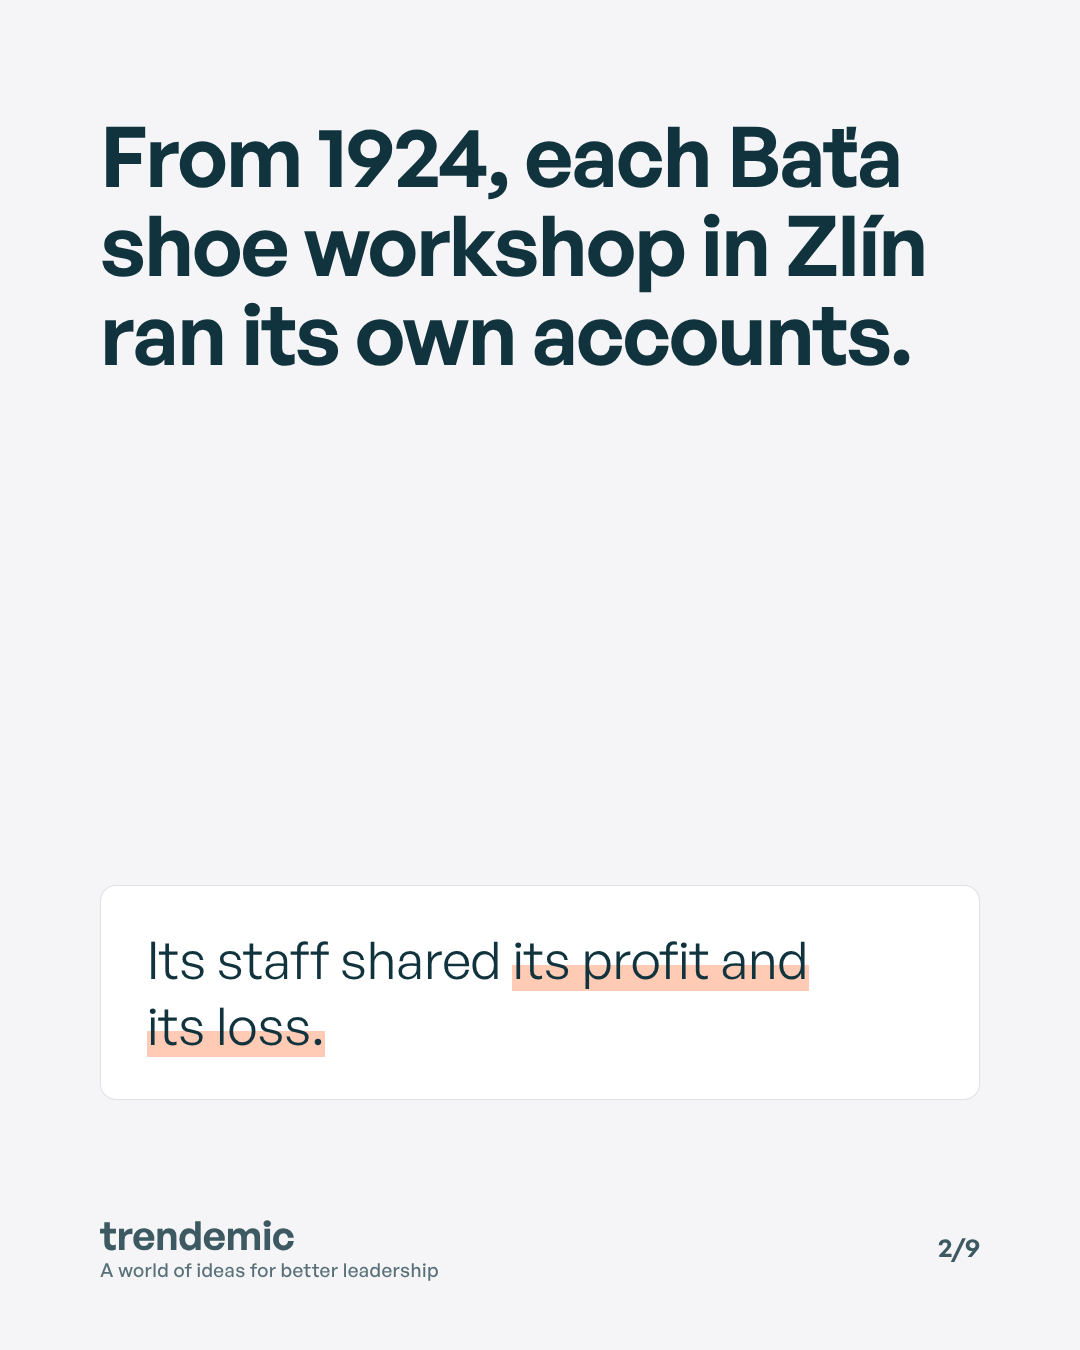 From 1924, each Baťa
shoe workshop in Zlín
ran its own accounts.
Its staff shared its profit and
its loss.
trendemic
A world of ideas for better leadership
2/9